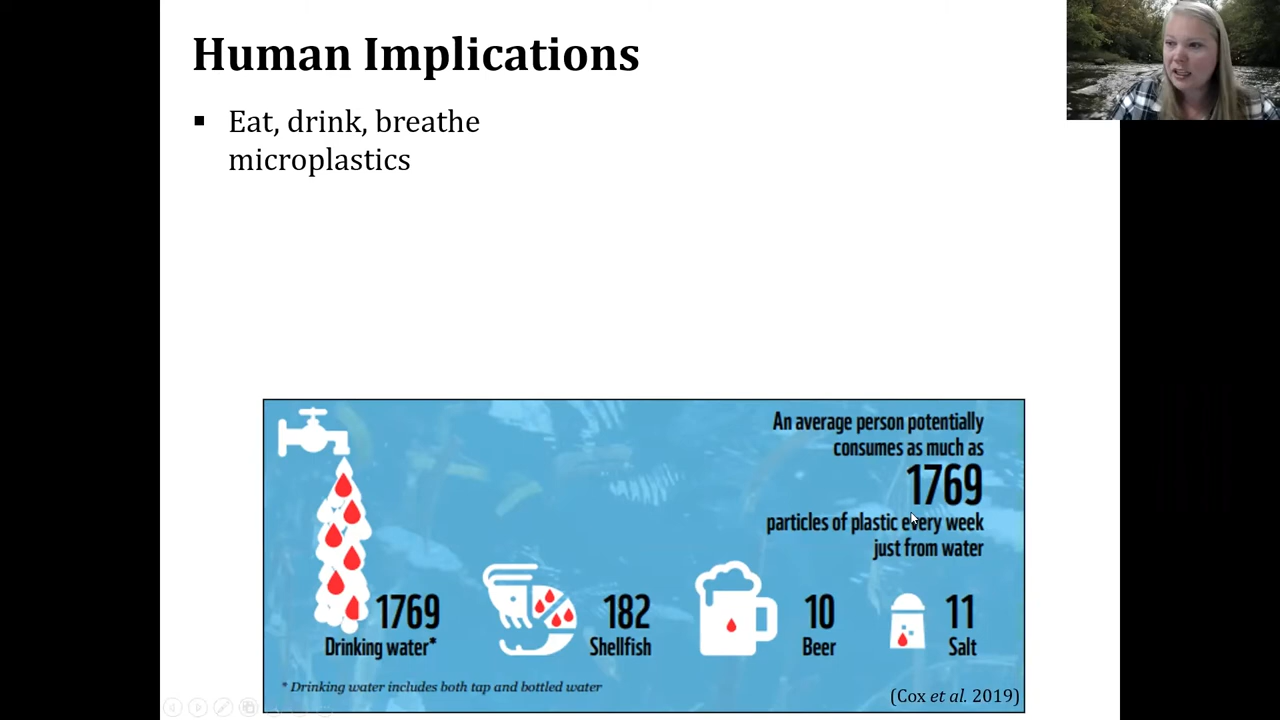 Human Implications
▪ Eat, drink, breathe
microplastics
An average person potentially
consumes as much as
1769
particles of plastic every week
just from water
1769
Drinking water*
182
Shellfish
10
Beer
11
Salt
* Drinking water includes both tap and bottled water
(Cox et al. 2019)